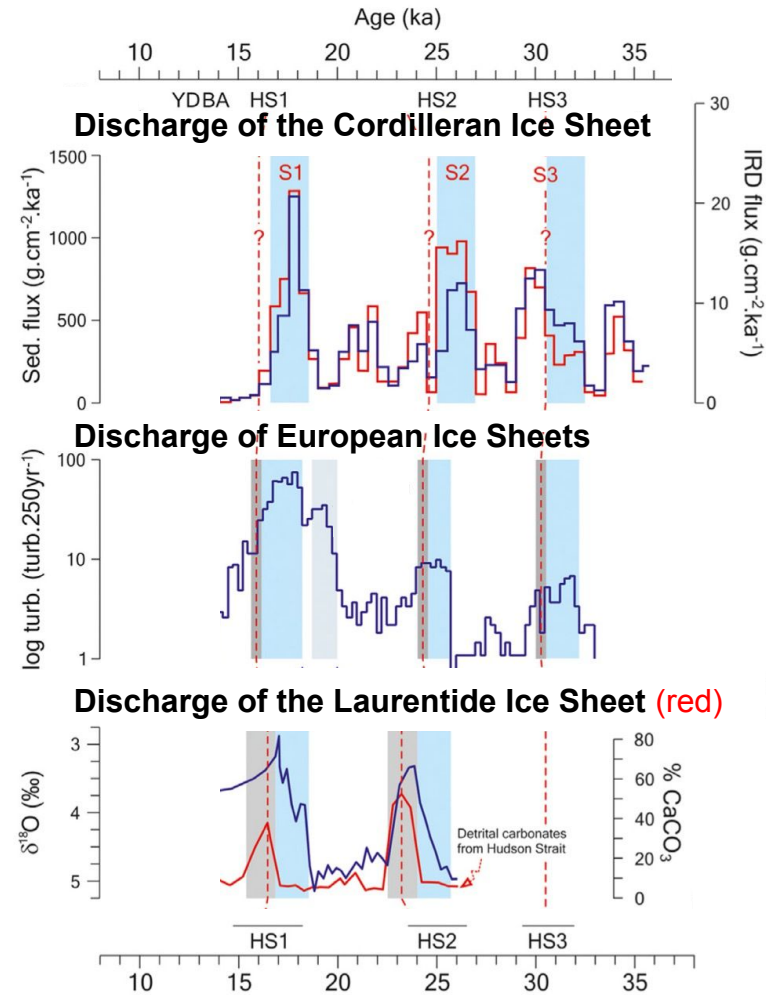 Age (ka)
10 15 20 25 30 35
YDBA HS1 HS2 HS3
Discharge of the Cordilleran Ice Sheet
30
1500
S1 S2 S3
20
1000
? ? ?
Sed. flux (g.cm⁻².ka⁻¹)
IRD flux (g.cm⁻².ka⁻¹)
500
10
0
0
Discharge of European Ice Sheets
100
10
1
log turb. (turb.250yr⁻¹)
Discharge of the Laurentide Ice Sheet (red)
3
4
5
δ¹⁸O (‰)
80
60
40
20
0
% CaCO₃
Detrital carbonates
from Hudson Strait
HS1 HS2 HS3
10 15 20 25 30 35